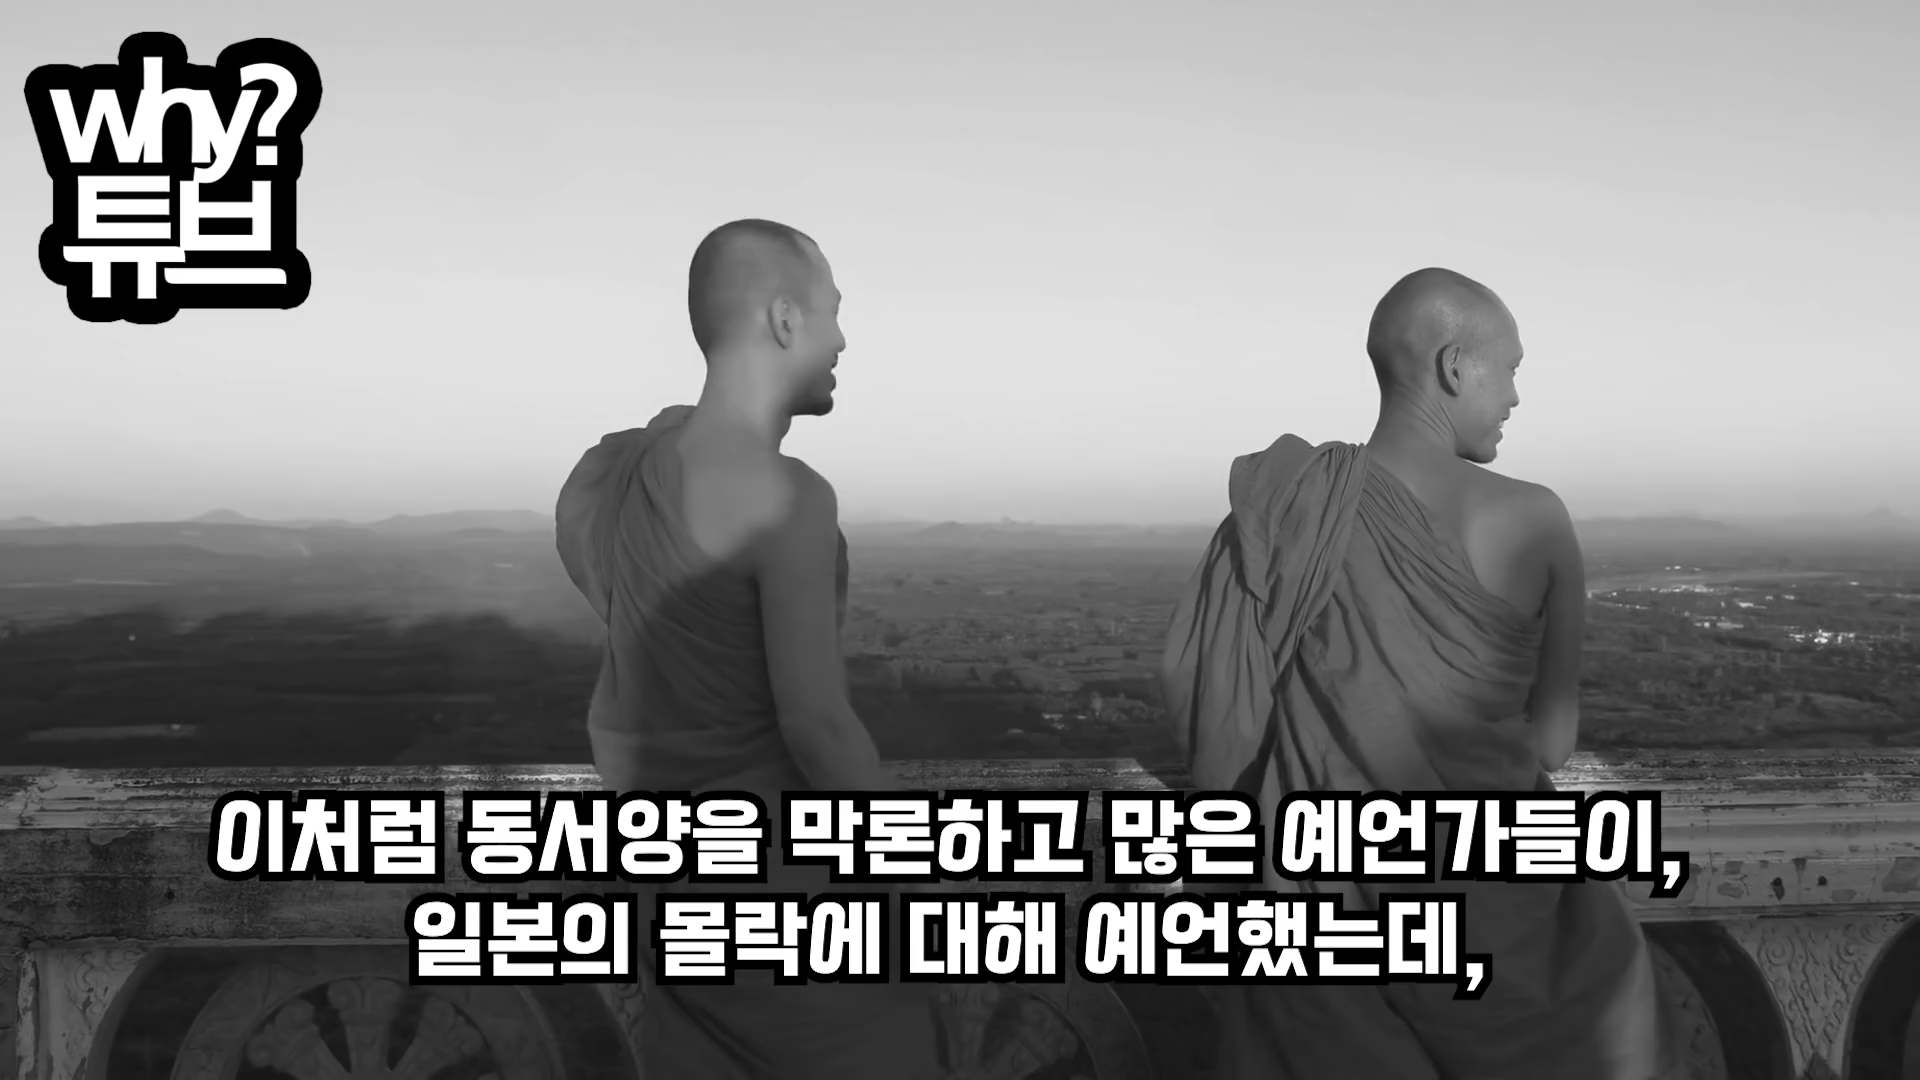 why?
튜브
이처럼 동서양을 막론하고 많은 예언가들이,
일본의 몰락에 대해 예언했는데,